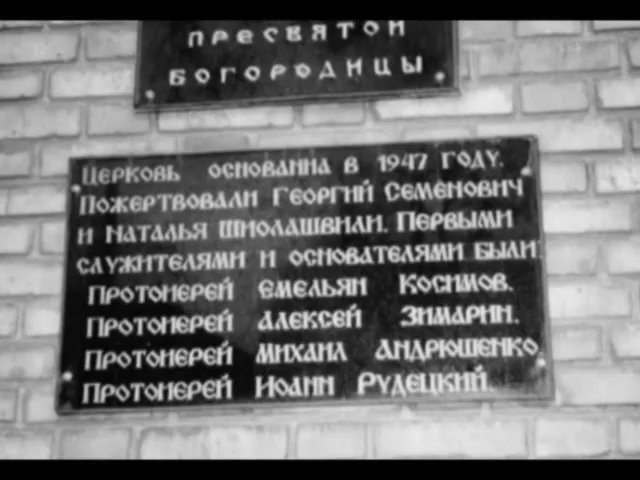 ПРЕСВЯТОЙ
БОГОРОДИЦЫ
ЦЕРКОВЬ ОСНОВАННА В 1947 ГОДУ.
ПОЖЕРТВОВАЛИ ГЕОРГИЙ СЕМЕНОВИЧ
И НАТАЛЬЯ ШИОЛАШВИЛИ. ПЕРВЫМИ
СЛУЖИТЕЛЯМИ И ОСНОВАТЕЛЯМИ БЫЛИ:
ПРОТОИЕРЕЙ ЕМЕЛЬЯН КОСИМОВ.
ПРОТОИЕРЕЙ АЛЕКСЕЙ ЗИМАРИН.
ПРОТОИЕРЕЙ МИХАИЛ АНДРЮШЕНКО.
ПРОТОИЕРЕЙ ИОАНН РУДЕЦКИЙ.